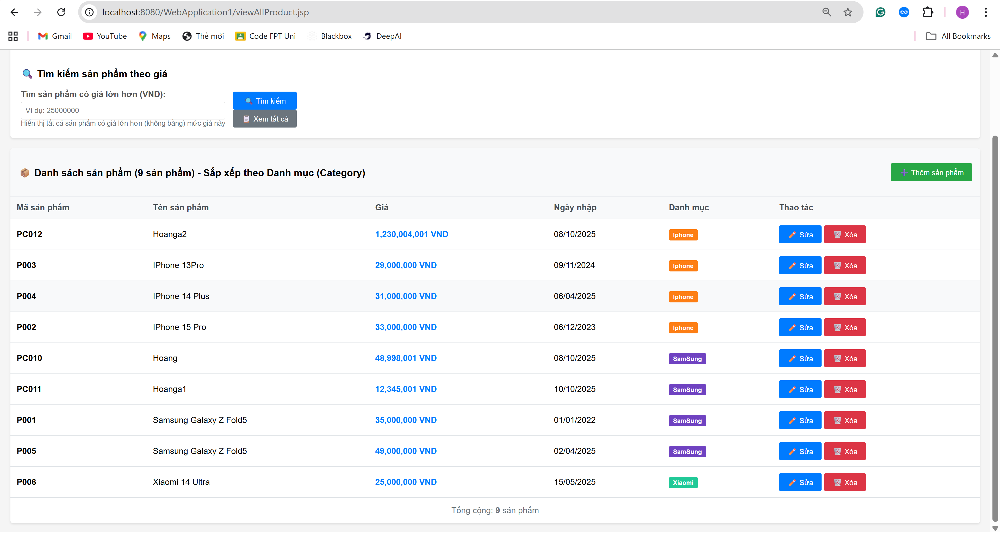 localhost:8080/WebApplication1/viewAllProduct.jsp
H
Gmail YouTube Maps Thẻ mới Code FPT Uni Blackbox DeepAI All Bookmarks
Tìm kiếm sản phẩm theo giá
Tìm sản phẩm có giá lớn hơn (VND):
Ví dụ: 25000000
Hiển thị tất cả sản phẩm có giá lớn hơn (không bằng) mức giá này
Tìm kiếm
Xem tất cả
Danh sách sản phẩm (9 sản phẩm) - Sắp xếp theo Danh mục (Category)
Thêm sản phẩm
Mã sản phẩm Tên sản phẩm Giá Ngày nhập Danh mục Thao tác
PC012 Hoanga2 1,230,004,001 VND 08/10/2025 Iphone Sửa Xóa
P003 IPhone 13Pro 29,000,000 VND 09/11/2024 Iphone Sửa Xóa
P004 IPhone 14 Plus 31,000,000 VND 06/04/2025 Iphone Sửa Xóa
P002 IPhone 15 Pro 33,000,000 VND 06/12/2023 Iphone Sửa Xóa
PC010 Hoang 48,998,001 VND 08/10/2025 SamSung Sửa Xóa
PC011 Hoanga1 12,345,001 VND 10/10/2025 SamSung Sửa Xóa
P001 Samsung Galaxy Z Fold5 35,000,000 VND 01/01/2022 SamSung Sửa Xóa
P005 Samsung Galaxy Z Fold5 49,000,000 VND 02/04/2025 SamSung Sửa Xóa
P006 Xiaomi 14 Ultra 25,000,000 VND 15/05/2025 Xiaomi Sửa Xóa
Tổng cộng: 9 sản phẩm